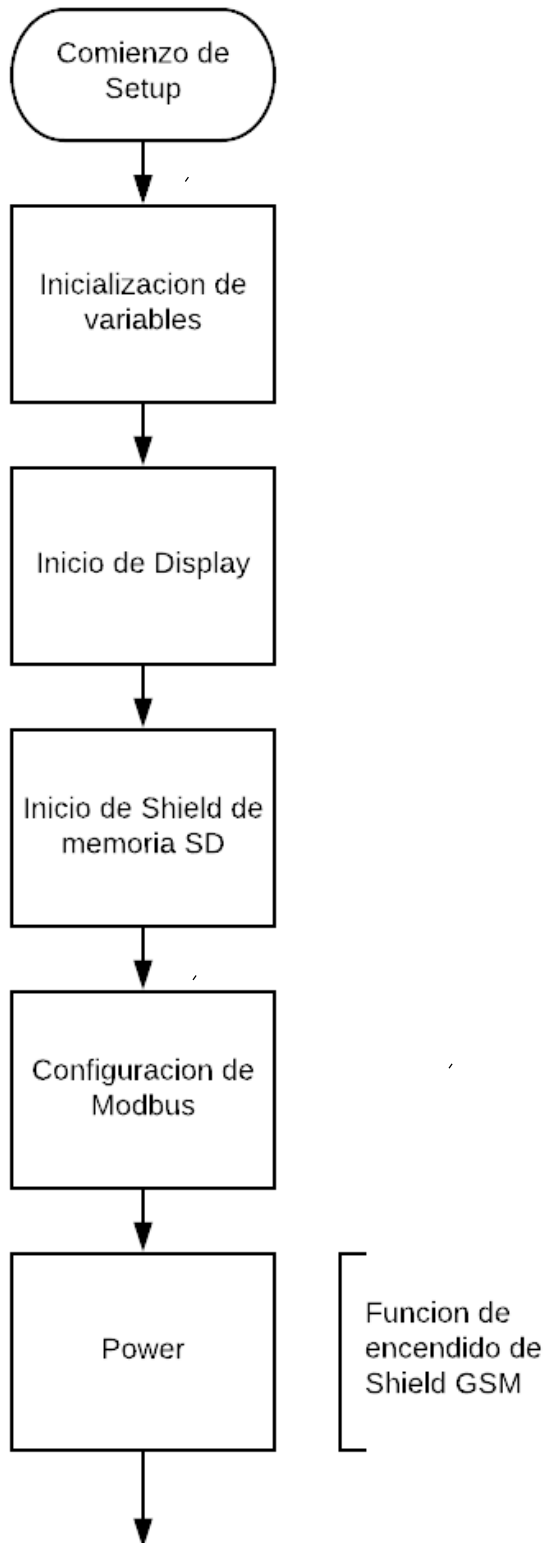 Comienzo de
Setup
Inicializacion de
variables
Inicio de Display
Inicio de Shield de
memoria SD
Configuracion de
Modbus
Power
Funcion de
encendido de
Shield GSM